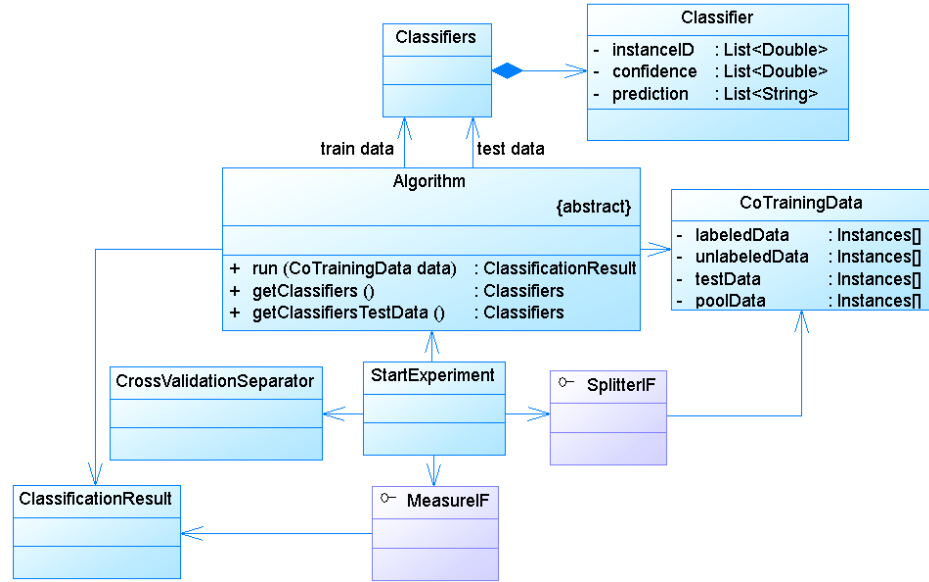 Classifiers
Classifier
- instanceID : List<Double>
- confidence : List<Double>
- prediction : List<String>
train data
test data
Algorithm
{abstract}
+ run (CoTrainingData data) : ClassificationResult
+ getClassifiers () : Classifiers
+ getClassifiersTestData () : Classifiers
CoTrainingData
- labeledData : Instances[]
- unlabeledData : Instances[]
- testData : Instances[]
- poolData : Instances[]
CrossValidationSeparator
StartExperiment
SplitterIF
ClassificationResult
MeasureIF